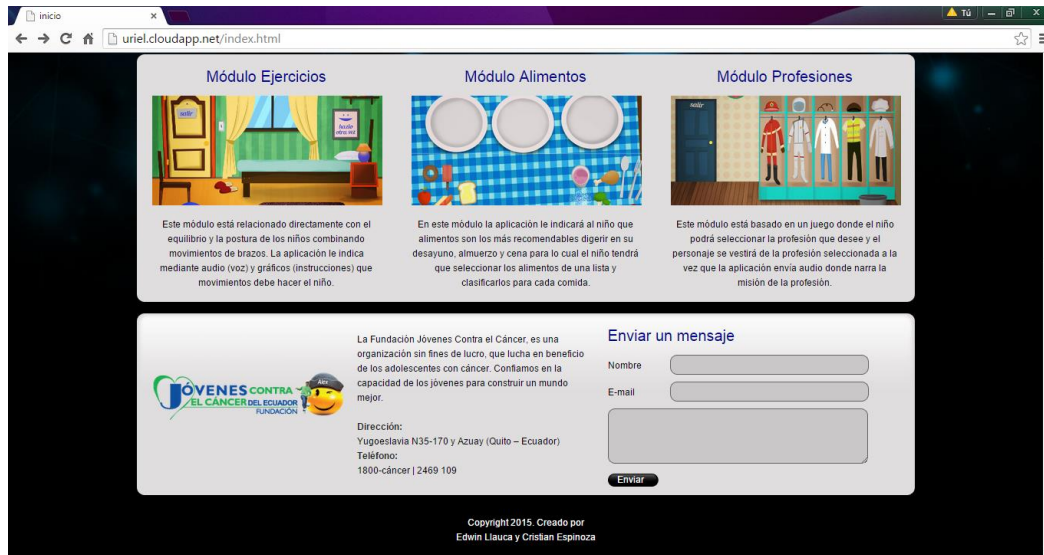 inicio
Tú
uriel.cloudapp.net/index.html
Módulo Ejercicios
salir
hazlo
otra vez
Este módulo está relacionado directamente con el
equilibrio y la postura de los niños combinando
movimientos de brazos. La aplicación le indica
mediante audio (voz) y gráficos (instrucciones) que
movimientos debe hacer el niño.
Módulo Alimentos
En este módulo la aplicación le indicará al niño que
alimentos son los más recomendables digerir en su
desayuno, almuerzo y cena para lo cual el niño tendrá
que seleccionar los alimentos de una lista y
clasificarlos para cada comida.
Módulo Profesiones
salir
Este módulo está basado en un juego donde el niño
podrá seleccionar la profesión que desee y el
personaje se vestirá de la profesión seleccionada a la
vez que la aplicación envía audio donde narra la
misión de la profesión.
JÓVENES CONTRA
EL CÁNCER DEL ECUADOR
FUNDACIÓN
Alex
La Fundación Jóvenes Contra el Cáncer, es una
organización sin fines de lucro, que lucha en beneficio
de los adolescentes con cáncer. Confiamos en la
capacidad de los jóvenes para construir un mundo
mejor.
Dirección:
Yugoeslavia N35-170 y Azuay (Quito – Ecuador)
Teléfono:
1800-cáncer | 2469 109
Enviar un mensaje
Nombre
E-mail
Enviar
Copyright 2015. Creado por
Edwin Llauca y Cristian Espinoza